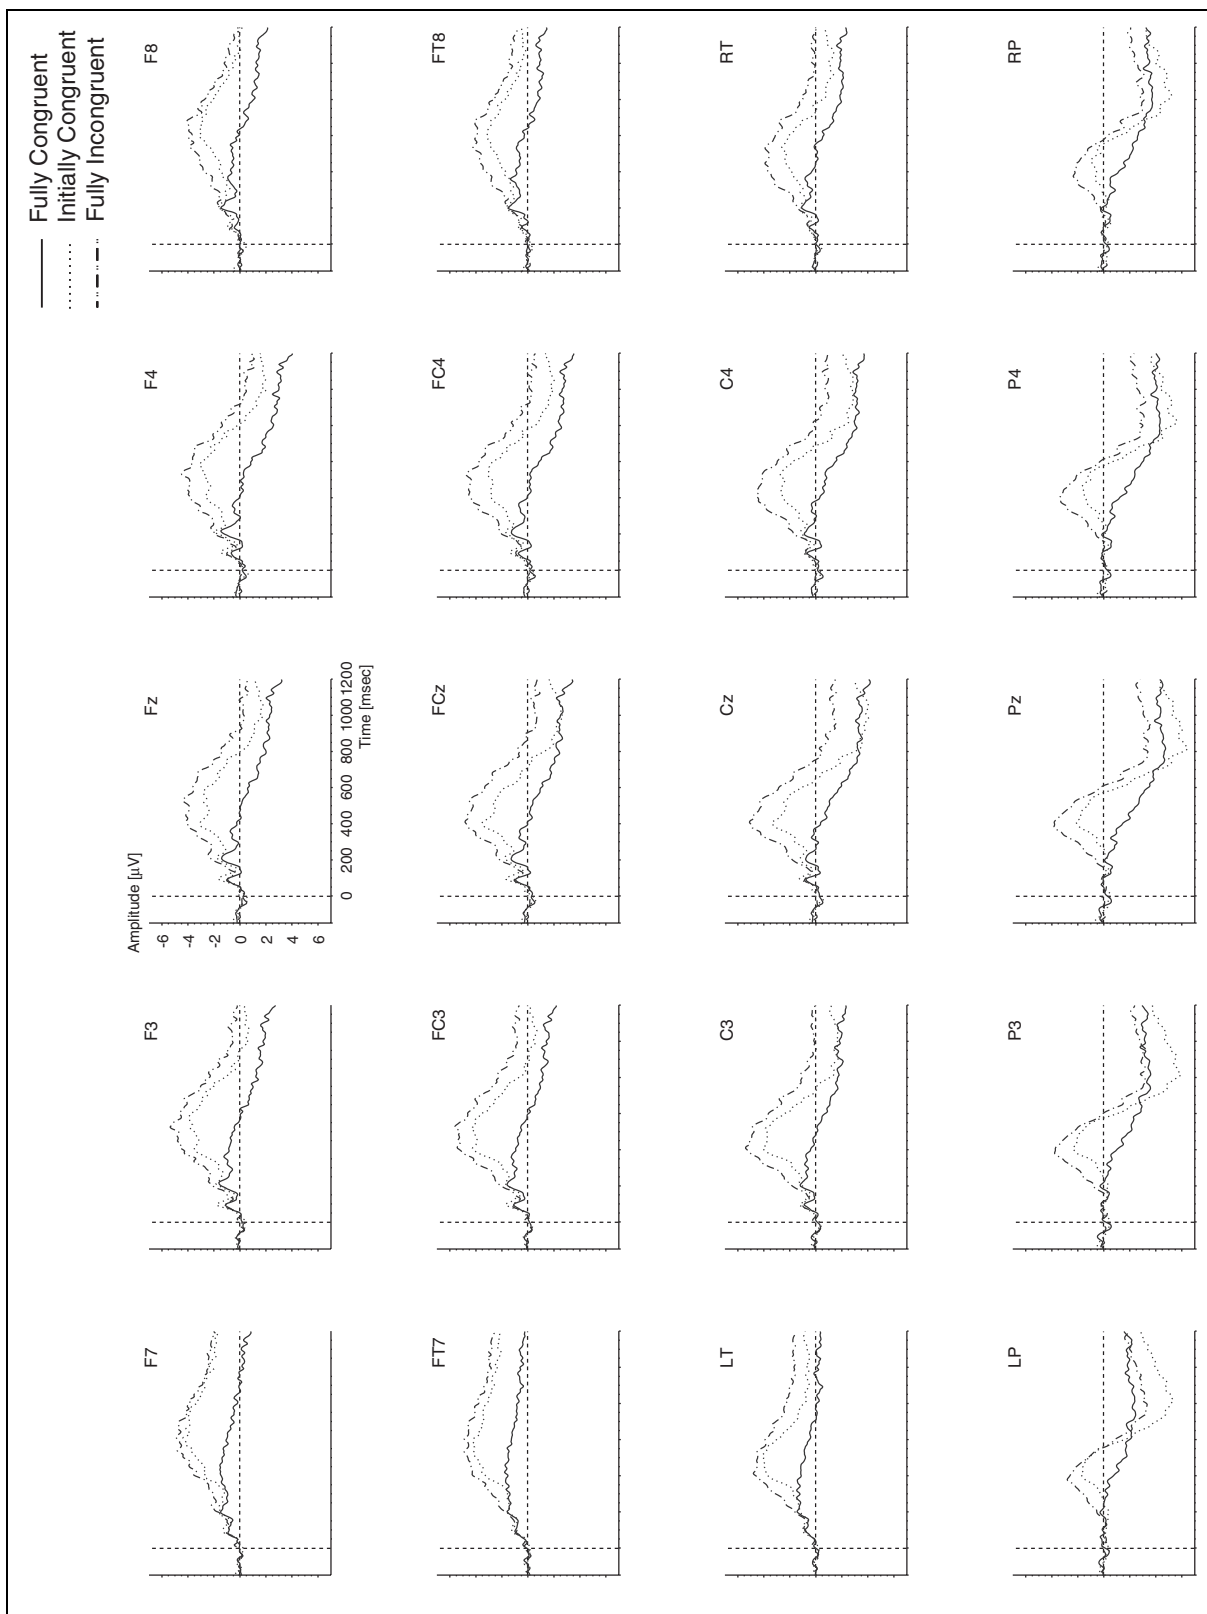 Fully Congruent
Initially Congruent
Fully Incongruent
F7
F3
Fz
F4
F8
Amplitude [µV]
-6
-4
-2
0
2
4
6
0 200 400 600 800 1000 1200
Time [msec]
FT7
FC3
FCz
FC4
FT8
LT
C3
Cz
C4
RT
LP
P3
Pz
P4
RP